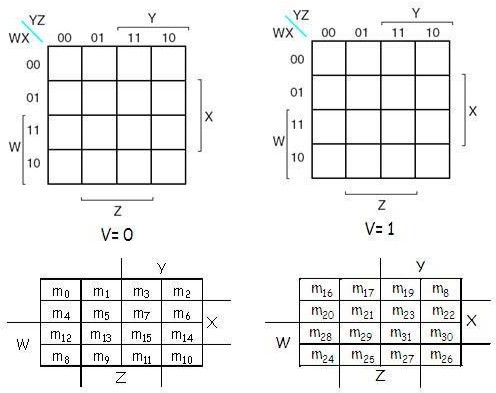 YZ
Y
WX
00 01 11 10
00
01
X
11
W
10
Z
V= 0
YZ
Y
WX
00 01 11 10
00
01
X
11
W
10
Z
V= 1
Y
m0 m1 m3 m2
m4 m5 m7 m6
X
W
m12 m13 m15 m14
m8 m9 m11 m10
Z
Y
m16 m17 m19 m8
m20 m21 m23 m22
X
W
m28 m29 m31 m30
m24 m25 m27 m26
Z